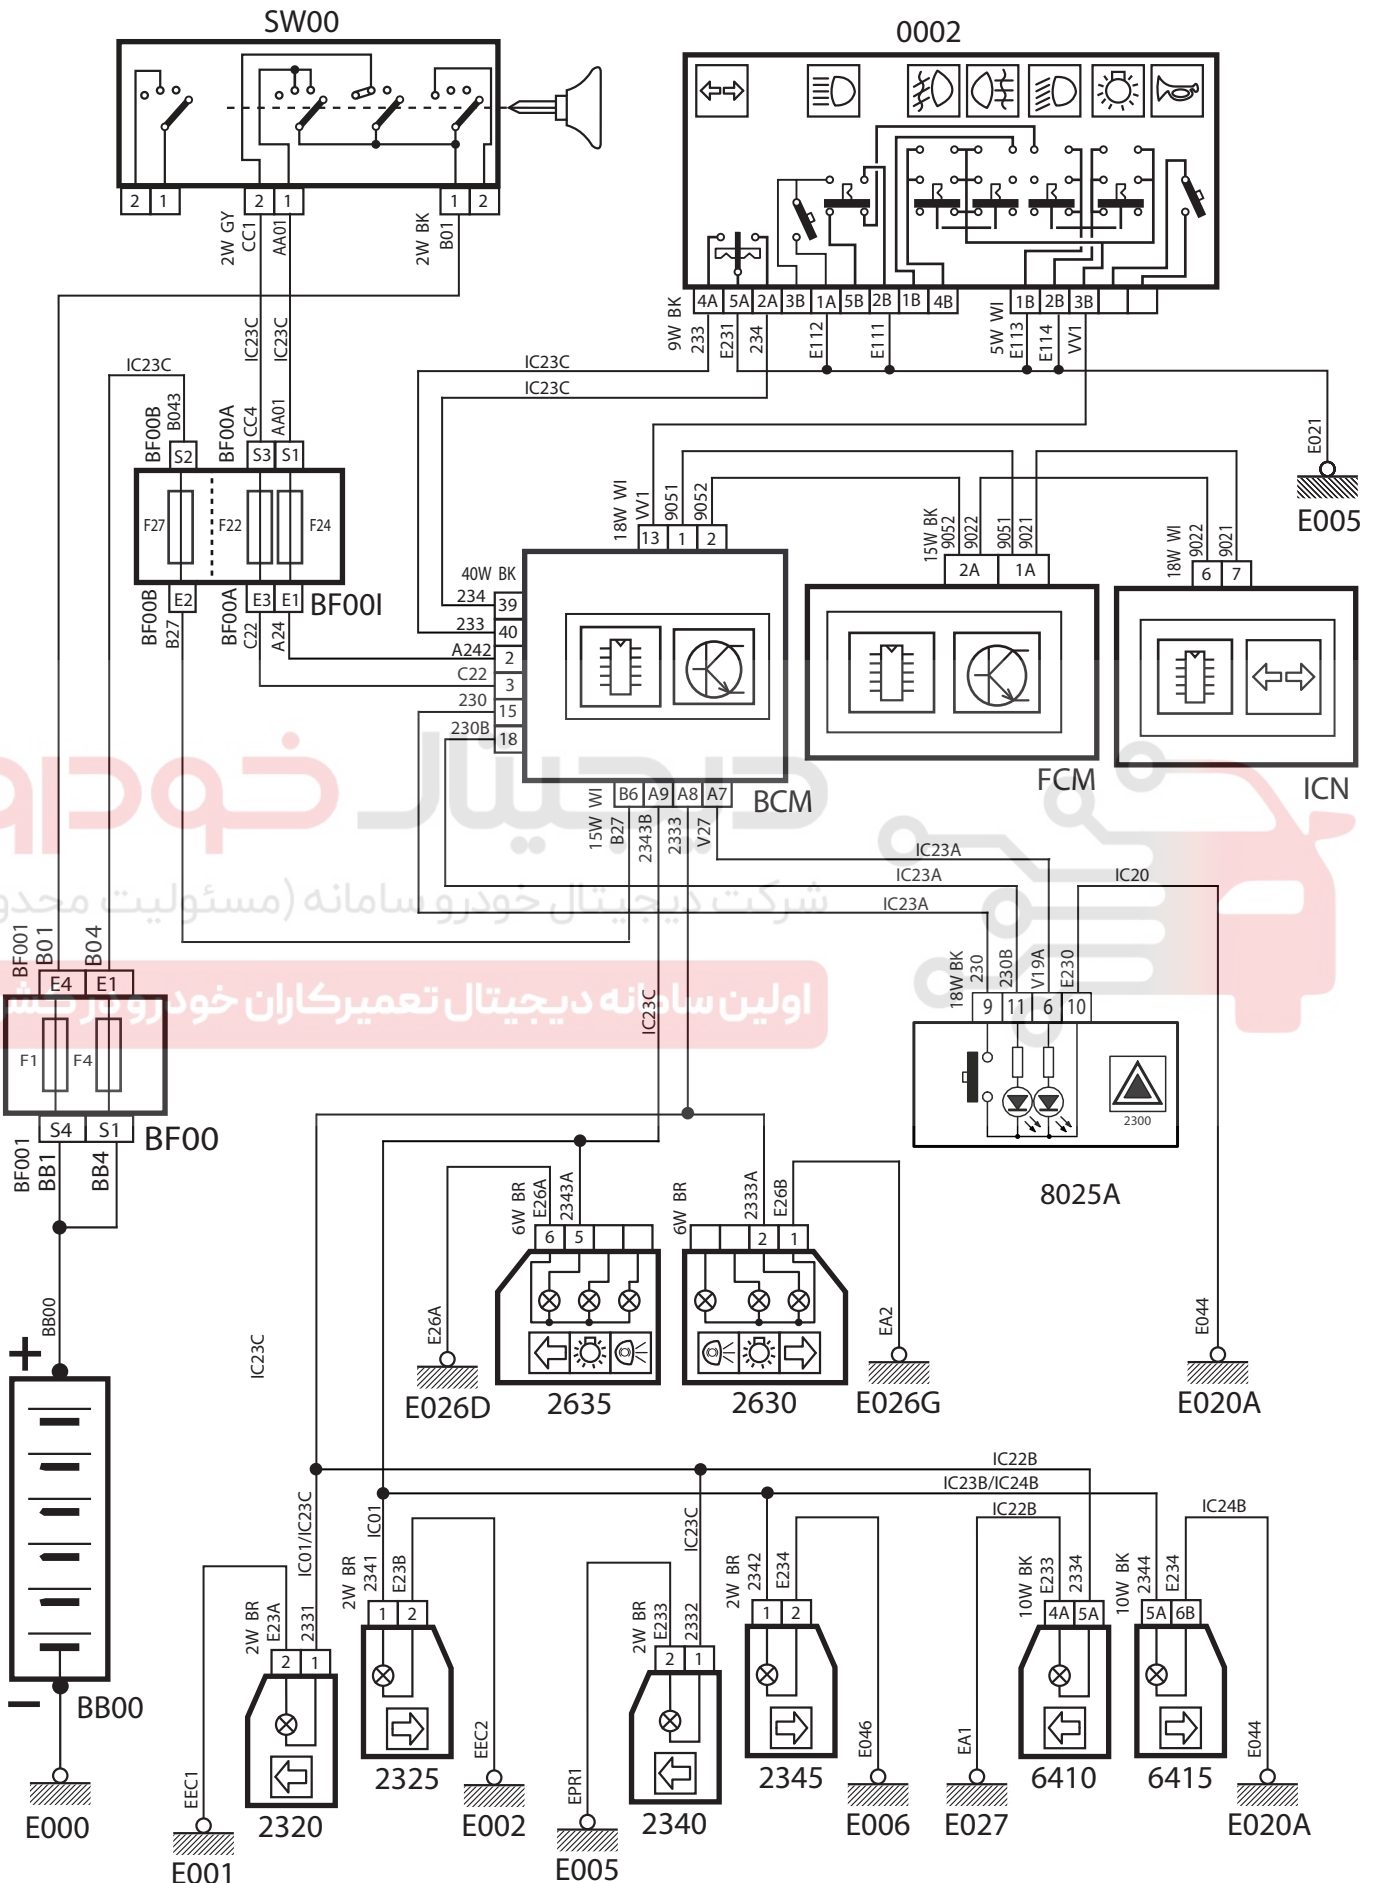 SW00
0002
2 1
2 1
1 2
2W GY
CC1
AA01
2W BK
B01
4A 5A 2A 3B 1A 5B 2B 1B 4B
1B 2B 3B
9W BK
233
E231
234
E112
E111
5W WI
E113
E114
VV1
IC23C
IC23C
IC23C
IC23C
IC23C
E021
E005
BF00B
B043
BF00A
CC4
AA01
S2 S3 S1
F27 F22 F24
E2 E3 E1
BF00I
BF00B
B27
BF00A
C22
A24
18W WI
VV1
9051
9052
13 1 2
40W BK
234 39
233 40
A242 2
C22 3
230 15
230B 18
15W BK
9052
9022
9051
9021
2A 1A
18W WI
9022
9021
6 7
BCM
FCM
ICN
B6 A9 A8 A7
15W WI
B27
2343B
2333
V27
دیجیتال خودرو
شرکت دیجیتال خودرو سامانه (مسئولیت محدو
اولین سامانه دیجیتال تعمیرکاران خودرو در کش
IC23A
IC23A
IC23A
IC20
BF001
B01
B04
E4 E1
F1 F4
S4 S1
BF00
BF001
BB1
BB4
IC23C
18W BK
230
230B
V19A
E230
9 11 6 10
2300
8025A
6W BR
E26A
2343A
6 5
6W BR
2333A
E26B
2 1
BB00
IC23C
E26A
EA2
E044
E026D
2635
2630
E026G
E020A
+
−
BB00
E000
IC22B
IC23B/IC24B
IC22B
IC24B
IC01/IC23C
IC01
IC23C
2W BR
E23A
2331
2 1
2W BR
2341
E23B
1 2
2W BR
E233
2332
2 1
2W BR
2342
E234
1 2
10W BK
E233
2334
4A 5A
10W BK
2344
E234
5A 6B
EEC1
EEC2
EPR1
E046
EA1
E044
E001
2320
2325
E002
E005
2340
2345
E006
E027
6410
6415
E020A